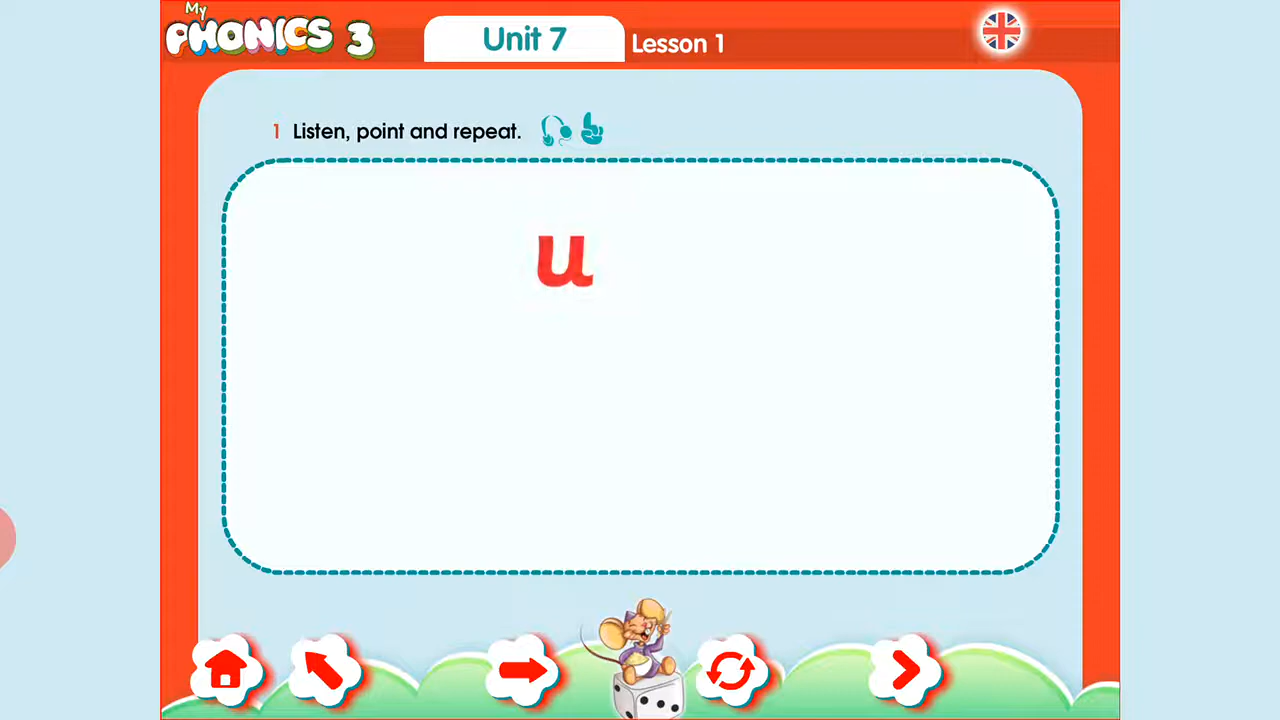 My
PHONICS 3
Unit 7
Lesson 1
1 Listen, point and repeat.
u